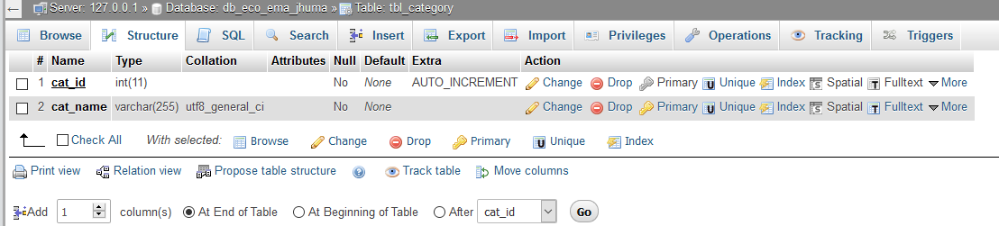 Server: 127.0.0.1 » Database: db_eco_ema_jhuma » Table: tbl_category
Browse Structure SQL Search Insert Export Import Privileges Operations Tracking Triggers
# Name Type Collation Attributes Null Default Extra Action
1 cat_id int(11) No None AUTO_INCREMENT Change Drop Primary Unique Index Spatial Fulltext More
2 cat_name varchar(255) utf8_general_ci No None Change Drop Primary Unique Index Spatial Fulltext More
Check All With selected: Browse Change Drop Primary Unique Index
Print view Relation view Propose table structure Track table Move columns
Add 1 column(s) At End of Table At Beginning of Table After cat_id Go